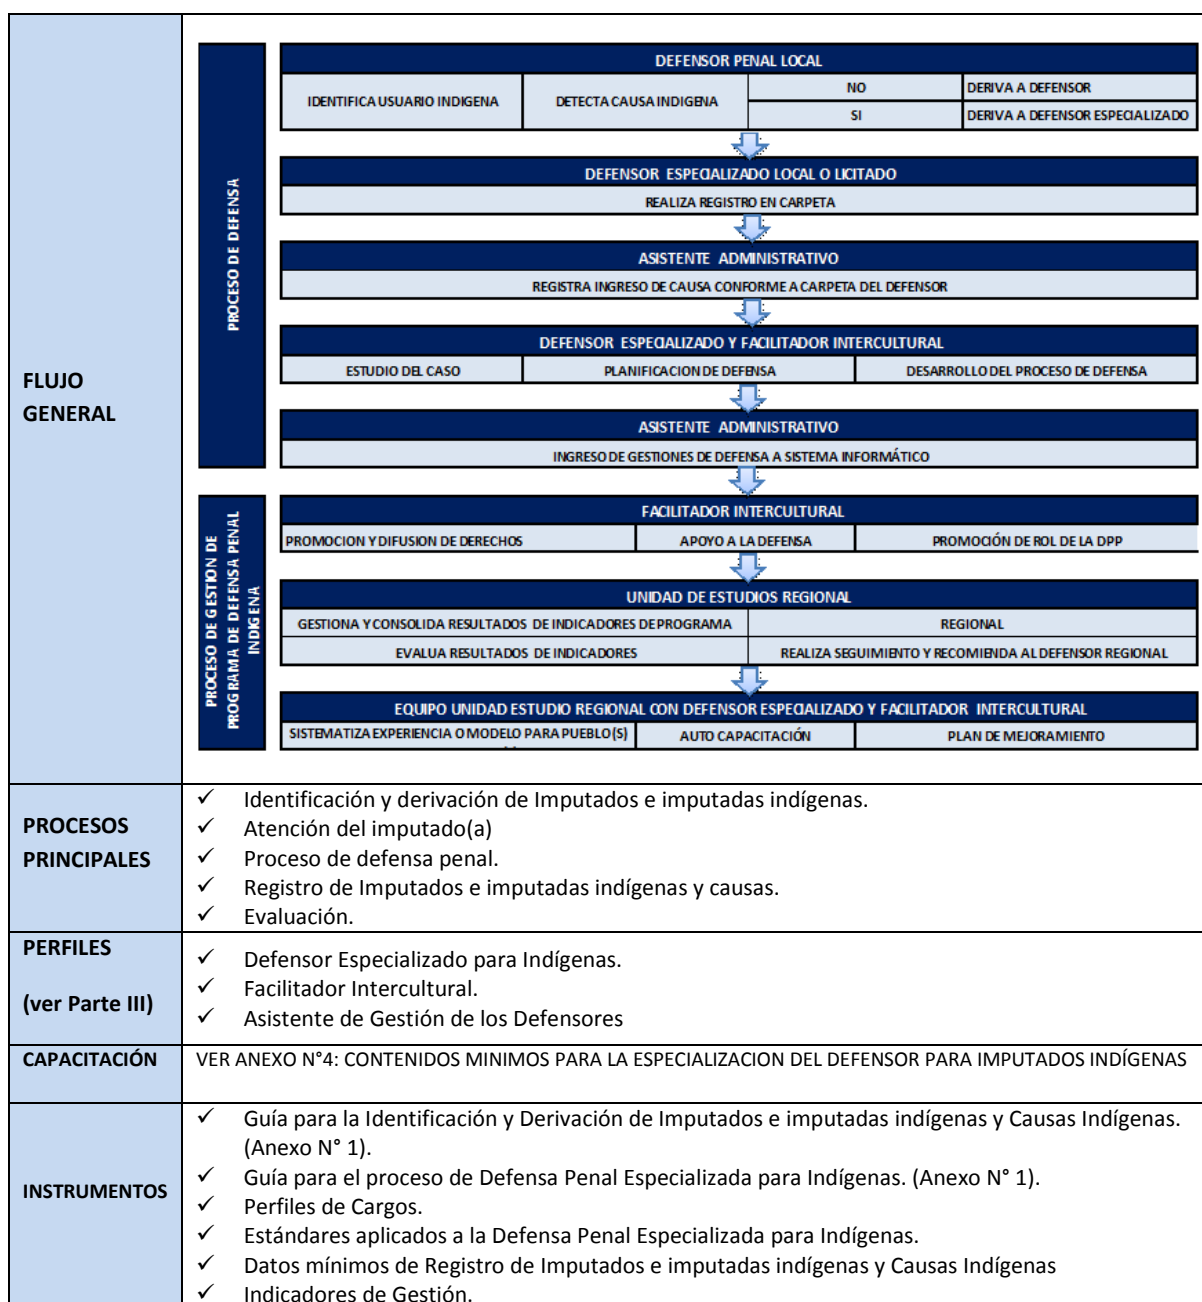 FLUJO
GENERAL
PROCESO DE DEFENSA
DEFENSOR PENAL LOCAL
IDENTIFICA USUARIO INDIGENA
DETECTA CAUSA INDIGENA
NO
DERIVA A DEFENSOR
SI
DERIVA A DEFENSOR ESPECIALIZADO
DEFENSOR ESPECIALIZADO LOCAL O LICITADO
REALIZA REGISTRO EN CARPETA
ASISTENTE ADMINISTRATIVO
REGISTRA INGRESO DE CAUSA CONFORME A CARPETA DEL DEFENSOR
DEFENSOR ESPECIALIZADO Y FACILITADOR INTERCULTURAL
ESTUDIO DEL CASO
PLANIFICACION DE DEFENSA
DESARROLLO DEL PROCESO DE DEFENSA
ASISTENTE ADMINISTRATIVO
INGRESO DE GESTIONES DE DEFENSA A SISTEMA INFORMÁTICO
PROCESO DE GESTION DE
PROGRAMA DE DEFENSA PENAL
INDIGENA
FACILITADOR INTERCULTURAL
PROMOCION Y DIFUSION DE DERECHOS
APOYO A LA DEFENSA
PROMOCIÓN DE ROL DE LA DPP
UNIDAD DE ESTUDIOS REGIONAL
GESTIONA Y CONSOLIDA RESULTADOS DE INDICADORES DE PROGRAMA
REGIONAL
EVALUA RESULTADOS DE INDICADORES
REALIZA SEGUIMIENTO Y RECOMIENDA AL DEFENSOR REGIONAL
EQUIPO UNIDAD ESTUDIO REGIONAL CON DEFENSOR ESPECIALIZADO Y FACILITADOR INTERCULTURAL
SISTEMATIZA EXPERIENCIA O MODELO PARA PUEBLO(S)
AUTO CAPACITACIÓN
PLAN DE MEJORAMIENTO
PROCESOS
PRINCIPALES
✓ Identificación y derivación de Imputados e imputadas indígenas.
✓ Atención del imputado(a)
✓ Proceso de defensa penal.
✓ Registro de Imputados e imputadas indígenas y causas.
✓ Evaluación.
PERFILES
(ver Parte III)
✓ Defensor Especializado para Indígenas.
✓ Facilitador Intercultural.
✓ Asistente de Gestión de los Defensores
CAPACITACIÓN
VER ANEXO N°4: CONTENIDOS MINIMOS PARA LA ESPECIALIZACION DEL DEFENSOR PARA IMPUTADOS INDÍGENAS
INSTRUMENTOS
✓ Guía para la Identificación y Derivación de Imputados e imputadas indígenas y Causas Indígenas.
(Anexo N° 1).
✓ Guía para el proceso de Defensa Penal Especializada para Indígenas. (Anexo N° 1).
✓ Perfiles de Cargos.
✓ Estándares aplicados a la Defensa Penal Especializada para Indígenas.
✓ Datos mínimos de Registro de Imputados e imputadas indígenas y Causas Indígenas
✓ Indicadores de Gestión.